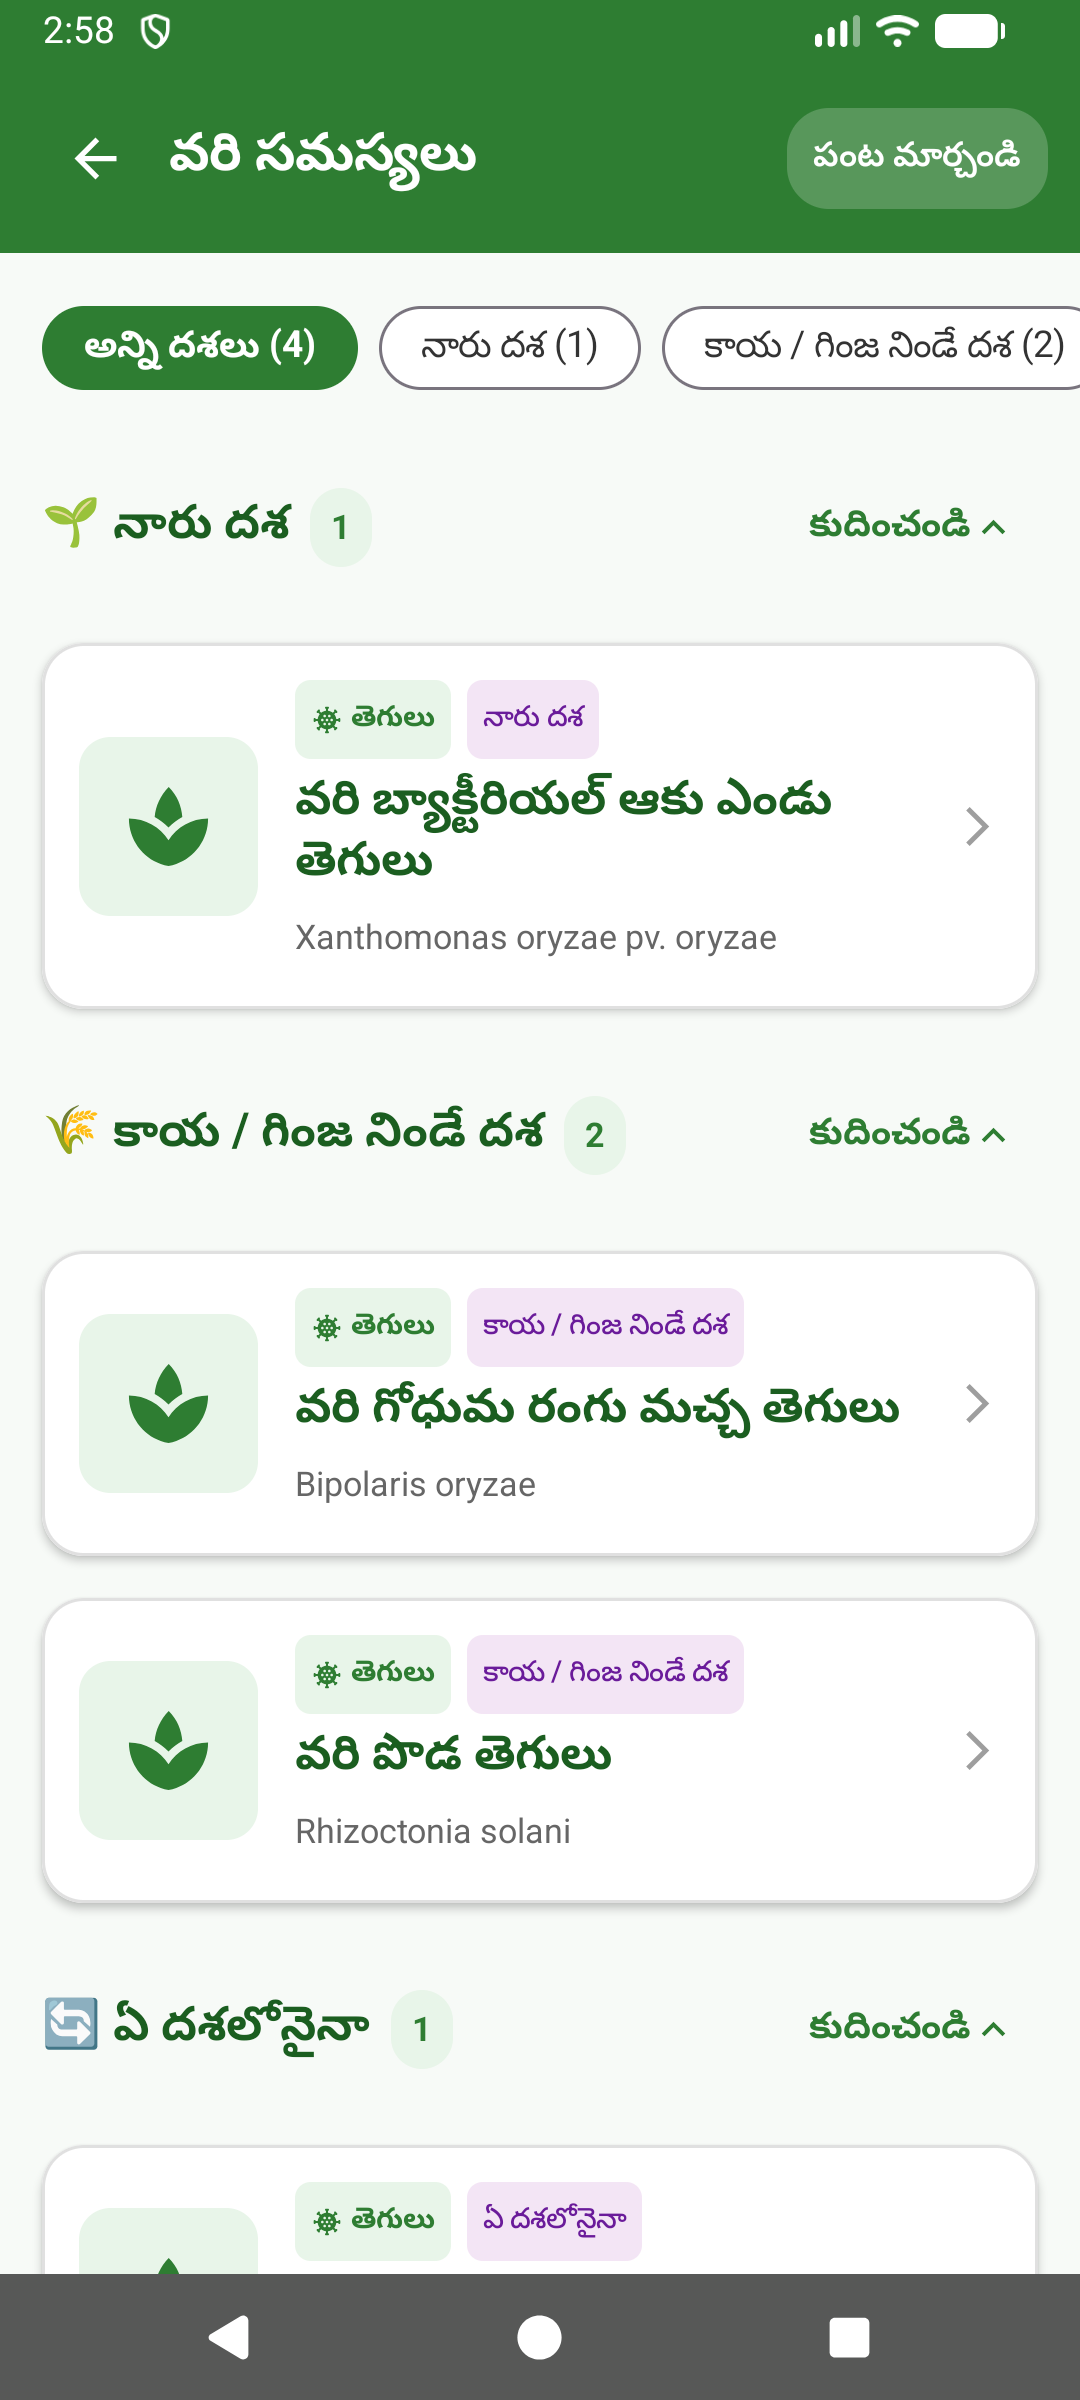 2:58
వరి సమస్యలు
పంట మార్చండి
అన్ని దశలు (4)
నారు దశ (1)
కాయ / గింజ నిండే దశ (2)
నారు దశ 1
కుదించండి
తెగులు
నారు దశ
వరి బ్యాక్టీరియల్ ఆకు ఎండు
తెగులు
Xanthomonas oryzae pv. oryzae
కాయ / గింజ నిండే దశ 2
కుదించండి
తెగులు
కాయ / గింజ నిండే దశ
వరి గోధుమ రంగు మచ్చ తెగులు
Bipolaris oryzae
తెగులు
కాయ / గింజ నిండే దశ
వరి పొడ తెగులు
Rhizoctonia solani
ఏ దశలోనైనా 1
కుదించండి
తెగులు
ఏ దశలోనైనా